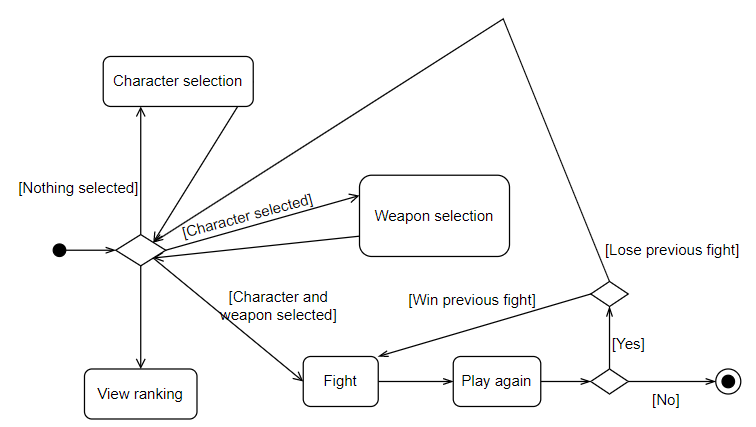 Character selection
[Nothing selected]
[Character selected]
Weapon selection
[Lose previous fight]
[Character and
weapon selected]
[Win previous fight]
[Yes]
View ranking
Fight
Play again
[No]